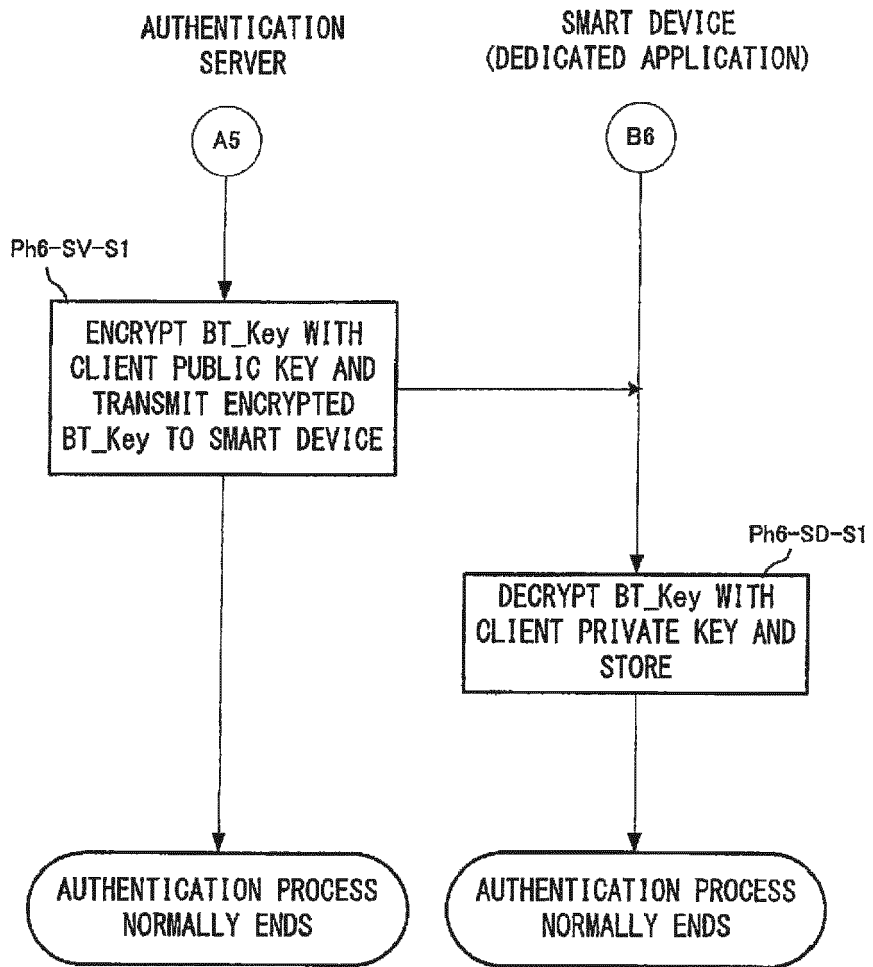 AUTHENTICATION
SERVER
SMART DEVICE
(DEDICATED APPLICATION)
A5
B6
Ph6-SV-S1
ENCRYPT BT_Key WITH
CLIENT PUBLIC KEY AND
TRANSMIT ENCRYPTED
BT_Key TO SMART DEVICE
Ph6-SD-S1
DECRYPT BT_Key WITH
CLIENT PRIVATE KEY AND
STORE
AUTHENTICATION PROCESS
NORMALLY ENDS
AUTHENTICATION PROCESS
NORMALLY ENDS